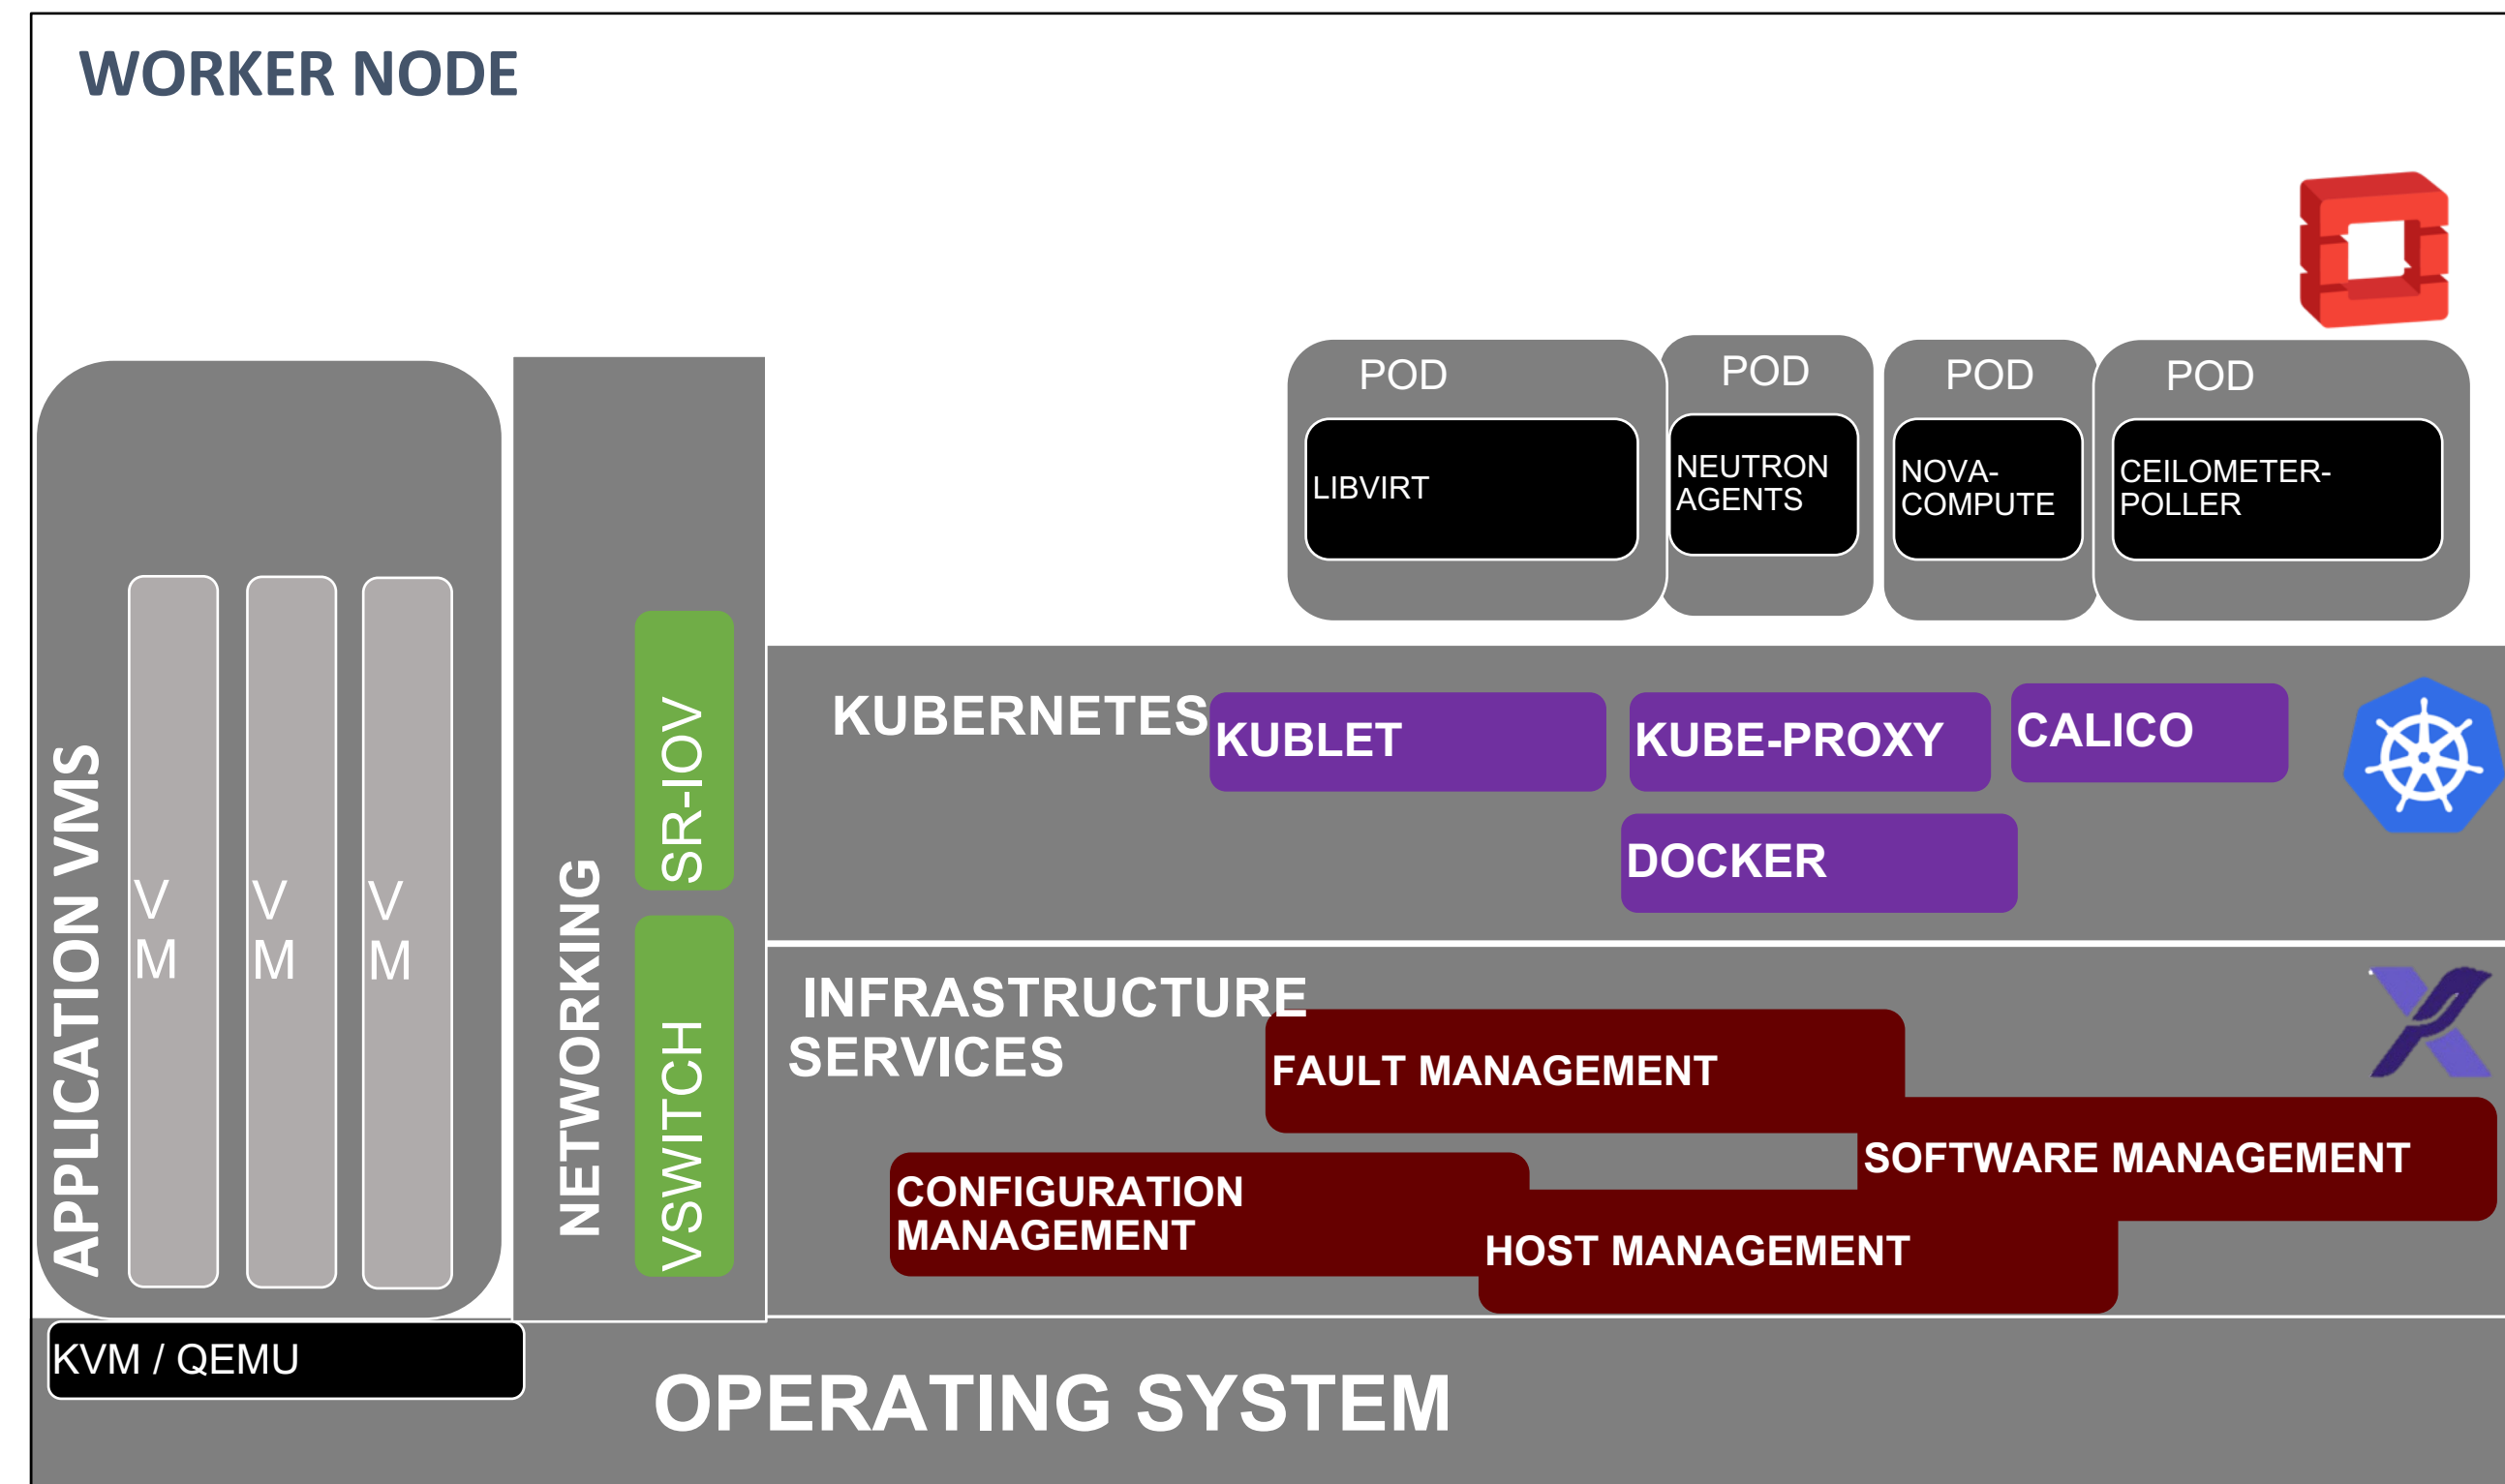 WORKER NODE
POD
LIBVIRT
POD
NEUTRON
AGENTS
POD
NOVA-
COMPUTE
POD
CEILOMETER-
POLLER
APPLICATION VMS
V
M
V
M
V
M
NETWORKING
SR-IOV
VSWITCH
KUBERNETES
KUBLET
KUBE-PROXY
CALICO
DOCKER
INFRASTRUCTURE
SERVICES
FAULT MANAGEMENT
SOFTWARE MANAGEMENT
CONFIGURATION
MANAGEMENT
HOST MANAGEMENT
KVM / QEMU
OPERATING SYSTEM